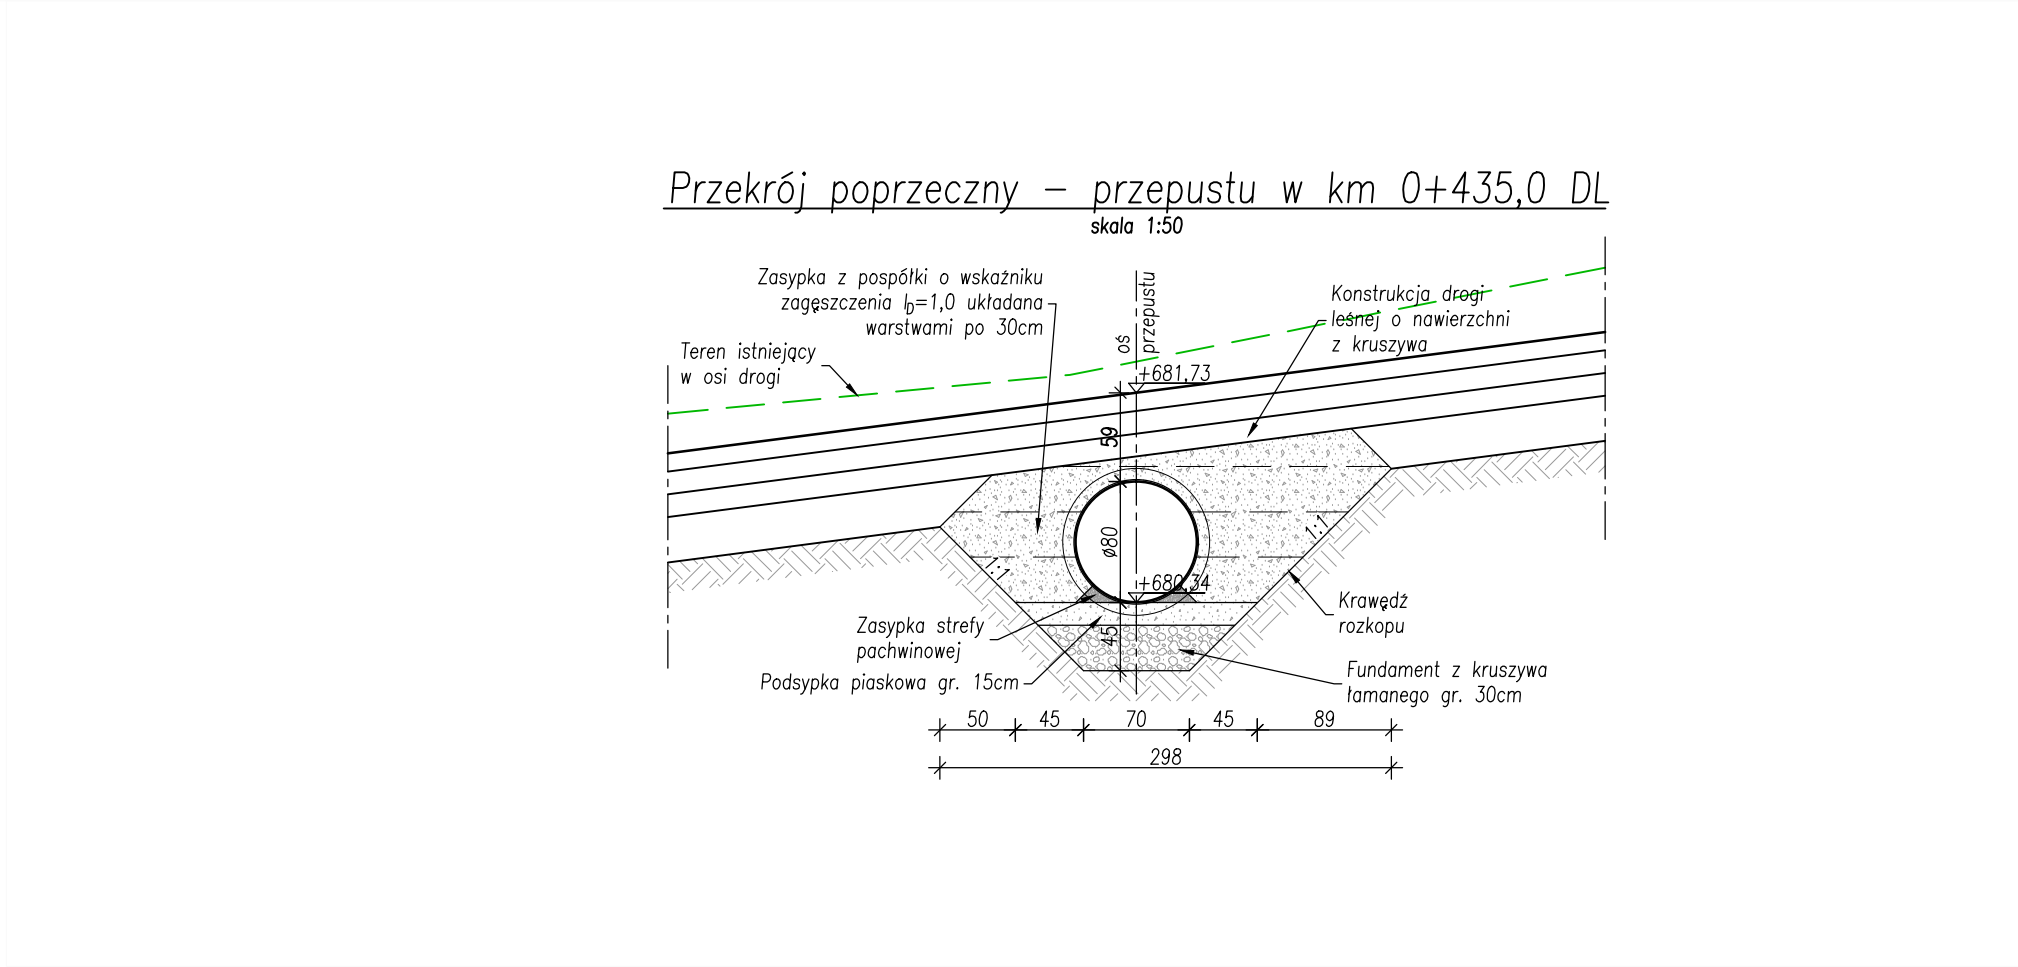 Przekrój poprzeczny – przepustu w km 0+435,0 DL
skala 1:50
Zasypka z pospółki o wskaźniku
zagęszczenia ID=1,0 układana
warstwami po 30cm
Teren istniejący
w osi drogi
oś
przepustu
Konstrukcja drogi
leśnej o nawierzchni
z kruszywa
+681,73
59
ø80
+680,34
45
1:1
1:1
Zasypka strefy
pachwinowej
Podsypka piaskowa gr. 15cm
Krawędź
rozkopu
Fundament z kruszywa
łamanego gr. 30cm
50 45 70 45 89
298